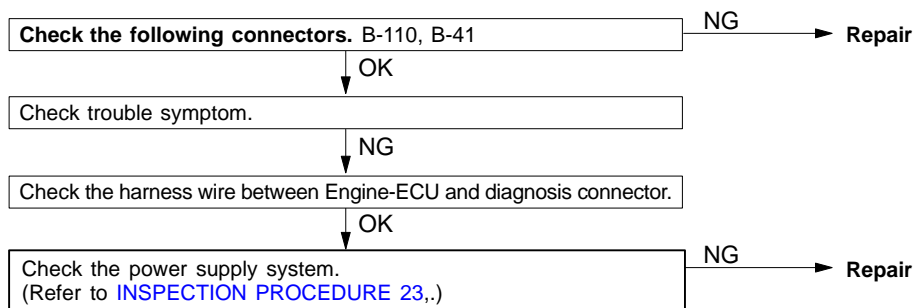 Check the following connectors. B-110, B-41
NG
Repair
OK
Check trouble symptom.
NG
Check the harness wire between Engine-ECU and diagnosis connector.
OK
Check the power supply system.
(Refer to INSPECTION PROCEDURE 23,.)
NG
Repair